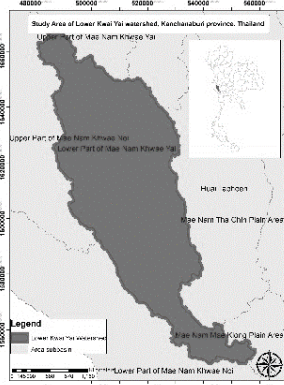 480000 500000 520000 540000 560000
Study Area of Lower Kwai Yai watershed, Kanchanaburi province, Thailand
Upper Part of Mae Nam Khwae Yai
Upper Part of Mae Nam Khwae Noi
Lower Part of Mae Nam Khwae Yai
Mae Nam Tha Chin Plain Area
Mae Nam Mae Klong Plain Area
Legend
Lower Kwai Yai Watershed
Area subbasin
Lower Part of Mae Nam Khwae Noi